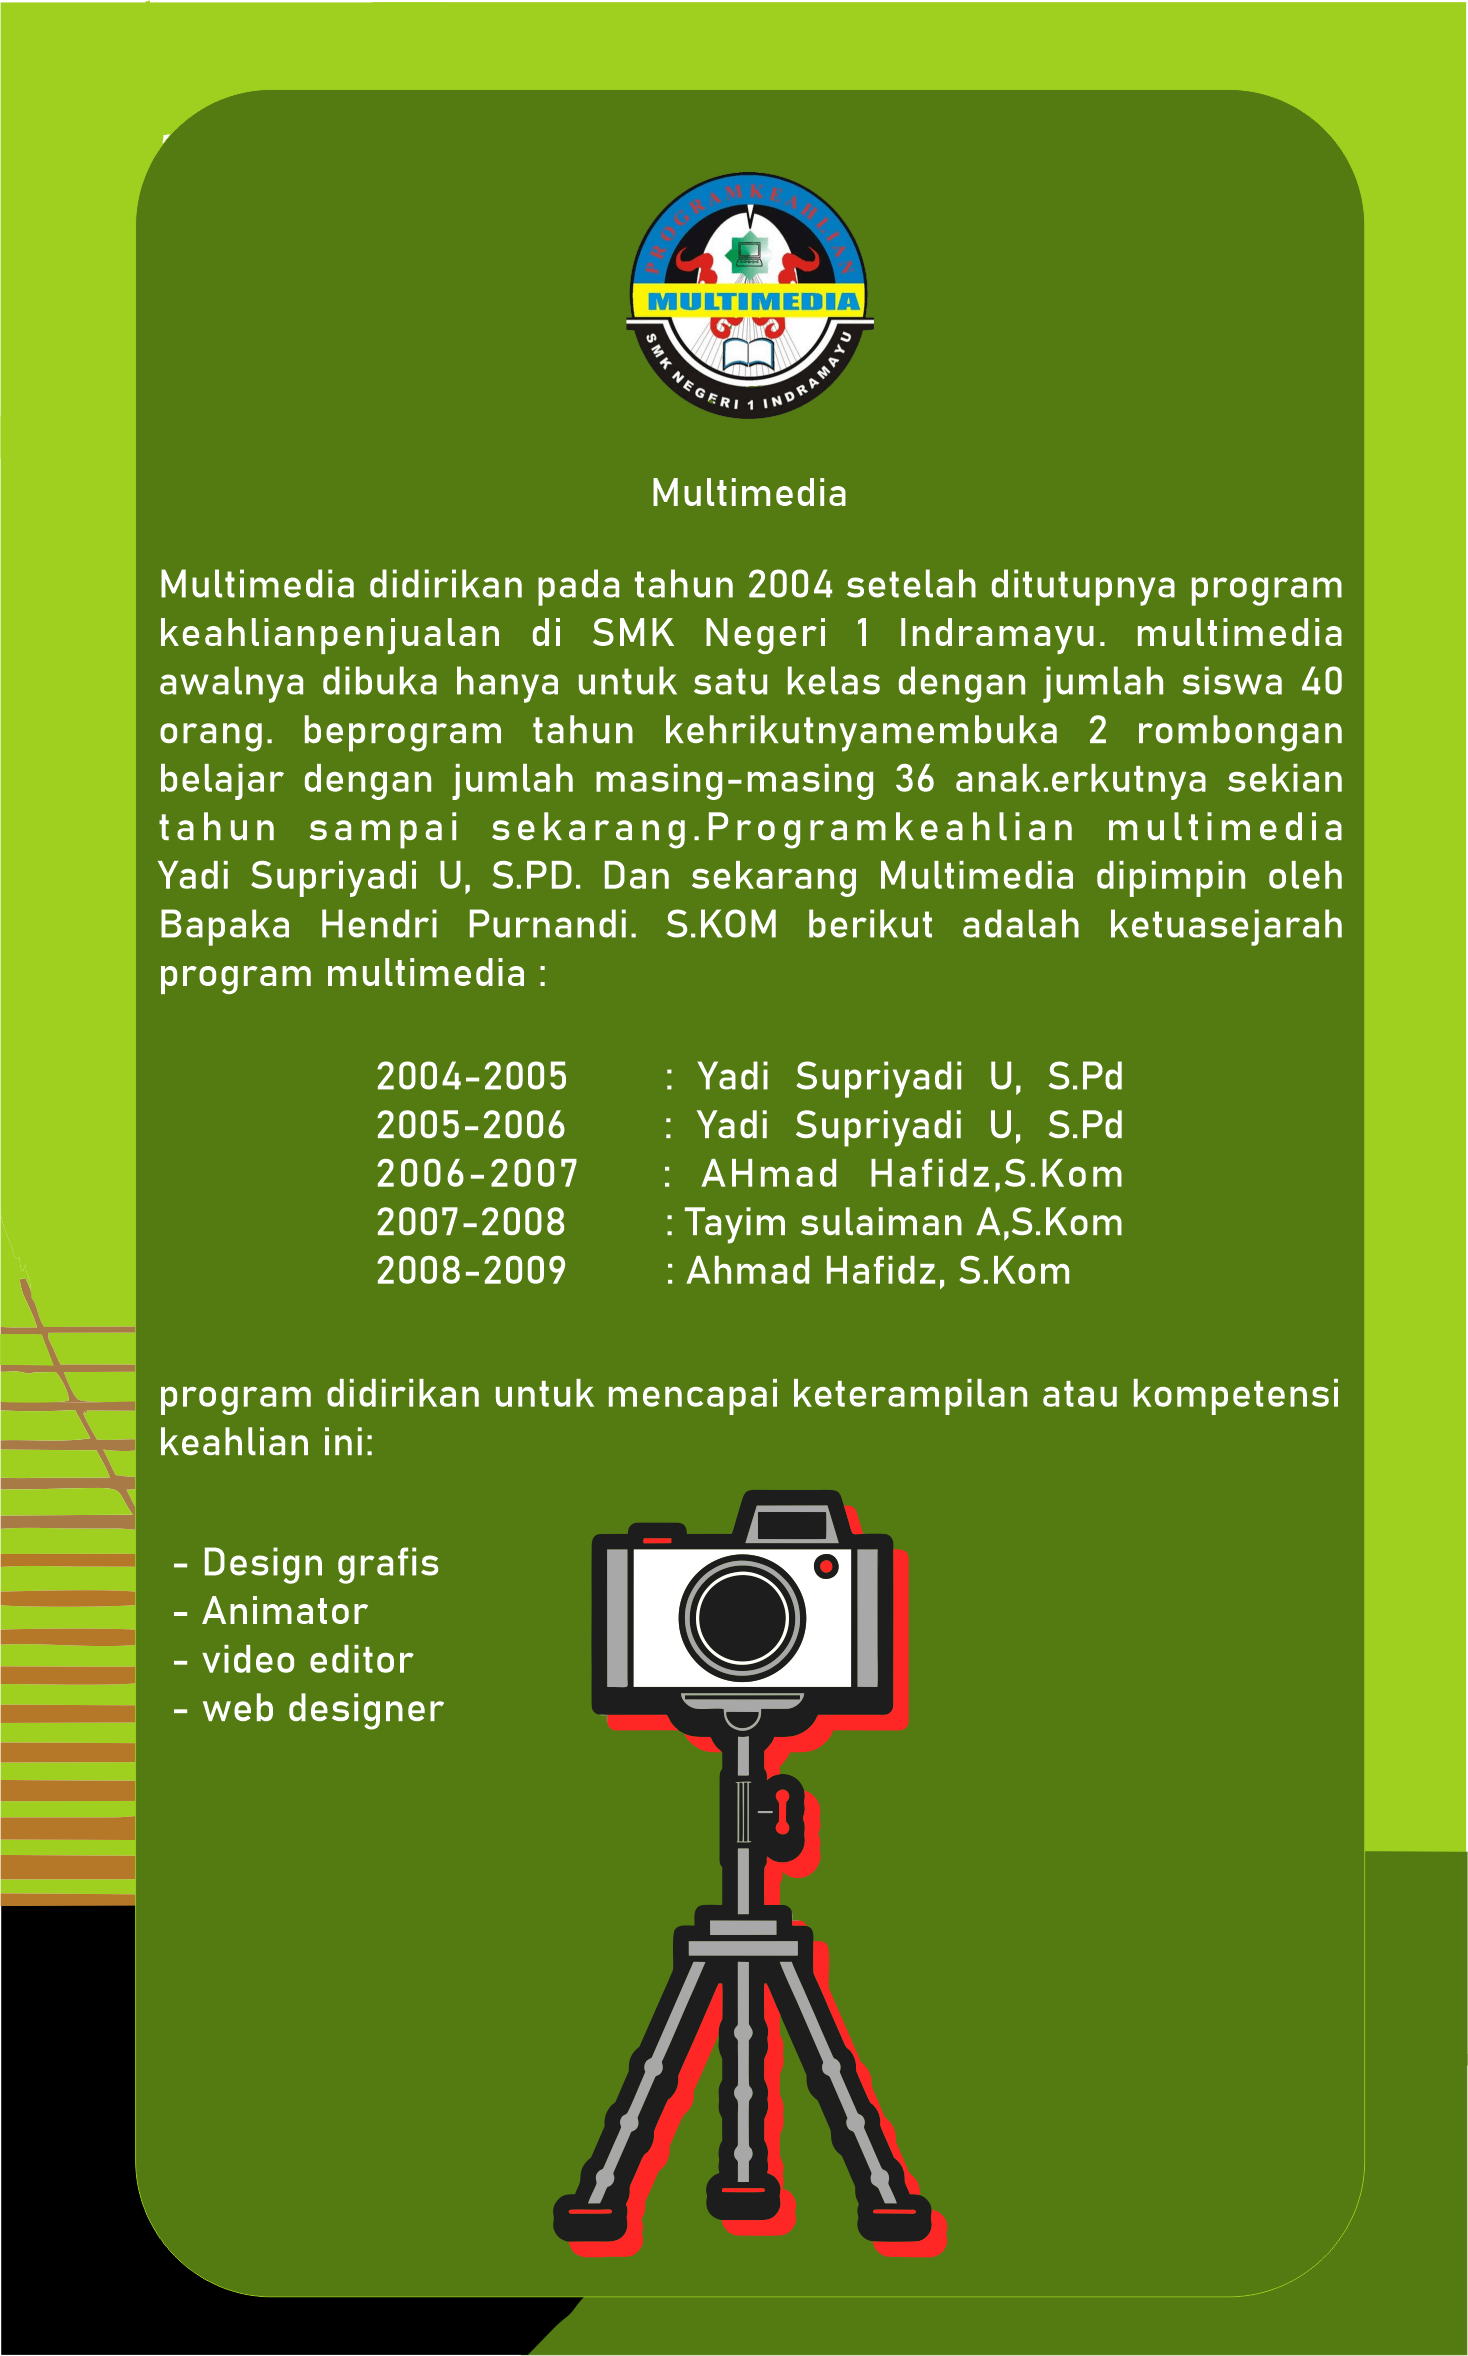 PROGRAM KEAHLIAN
MULTIMEDIA
SMK NEGERI 1 INDRAMAYU
Multimedia
Multimedia didirikan pada tahun 2004 setelah ditutupnya program
keahlianpenjualan di SMK Negeri 1 Indramayu. multimedia
awalnya dibuka hanya untuk satu kelas dengan jumlah siswa 40
orang. beprogram tahun kehrikutnyamembuka 2 rombongan
belajar dengan jumlah masing-masing 36 anak.erkutnya sekian
tahun sampai sekarang.Programkeahlian multimedia
Yadi Supriyadi U, S.PD. Dan sekarang Multimedia dipimpin oleh
Bapaka Hendri Purnandi. S.KOM berikut adalah ketuasejarah
program multimedia :
2004-2005 : Yadi Supriyadi U, S.Pd
2005-2006 : Yadi Supriyadi U, S.Pd
2006-2007 : AHmad Hafidz,S.Kom
2007-2008 : Tayim sulaiman A,S.Kom
2008-2009 : Ahmad Hafidz, S.Kom
program didirikan untuk mencapai keterampilan atau kompetensi
keahlian ini:
- Design grafis
- Animator
- video editor
- web designer